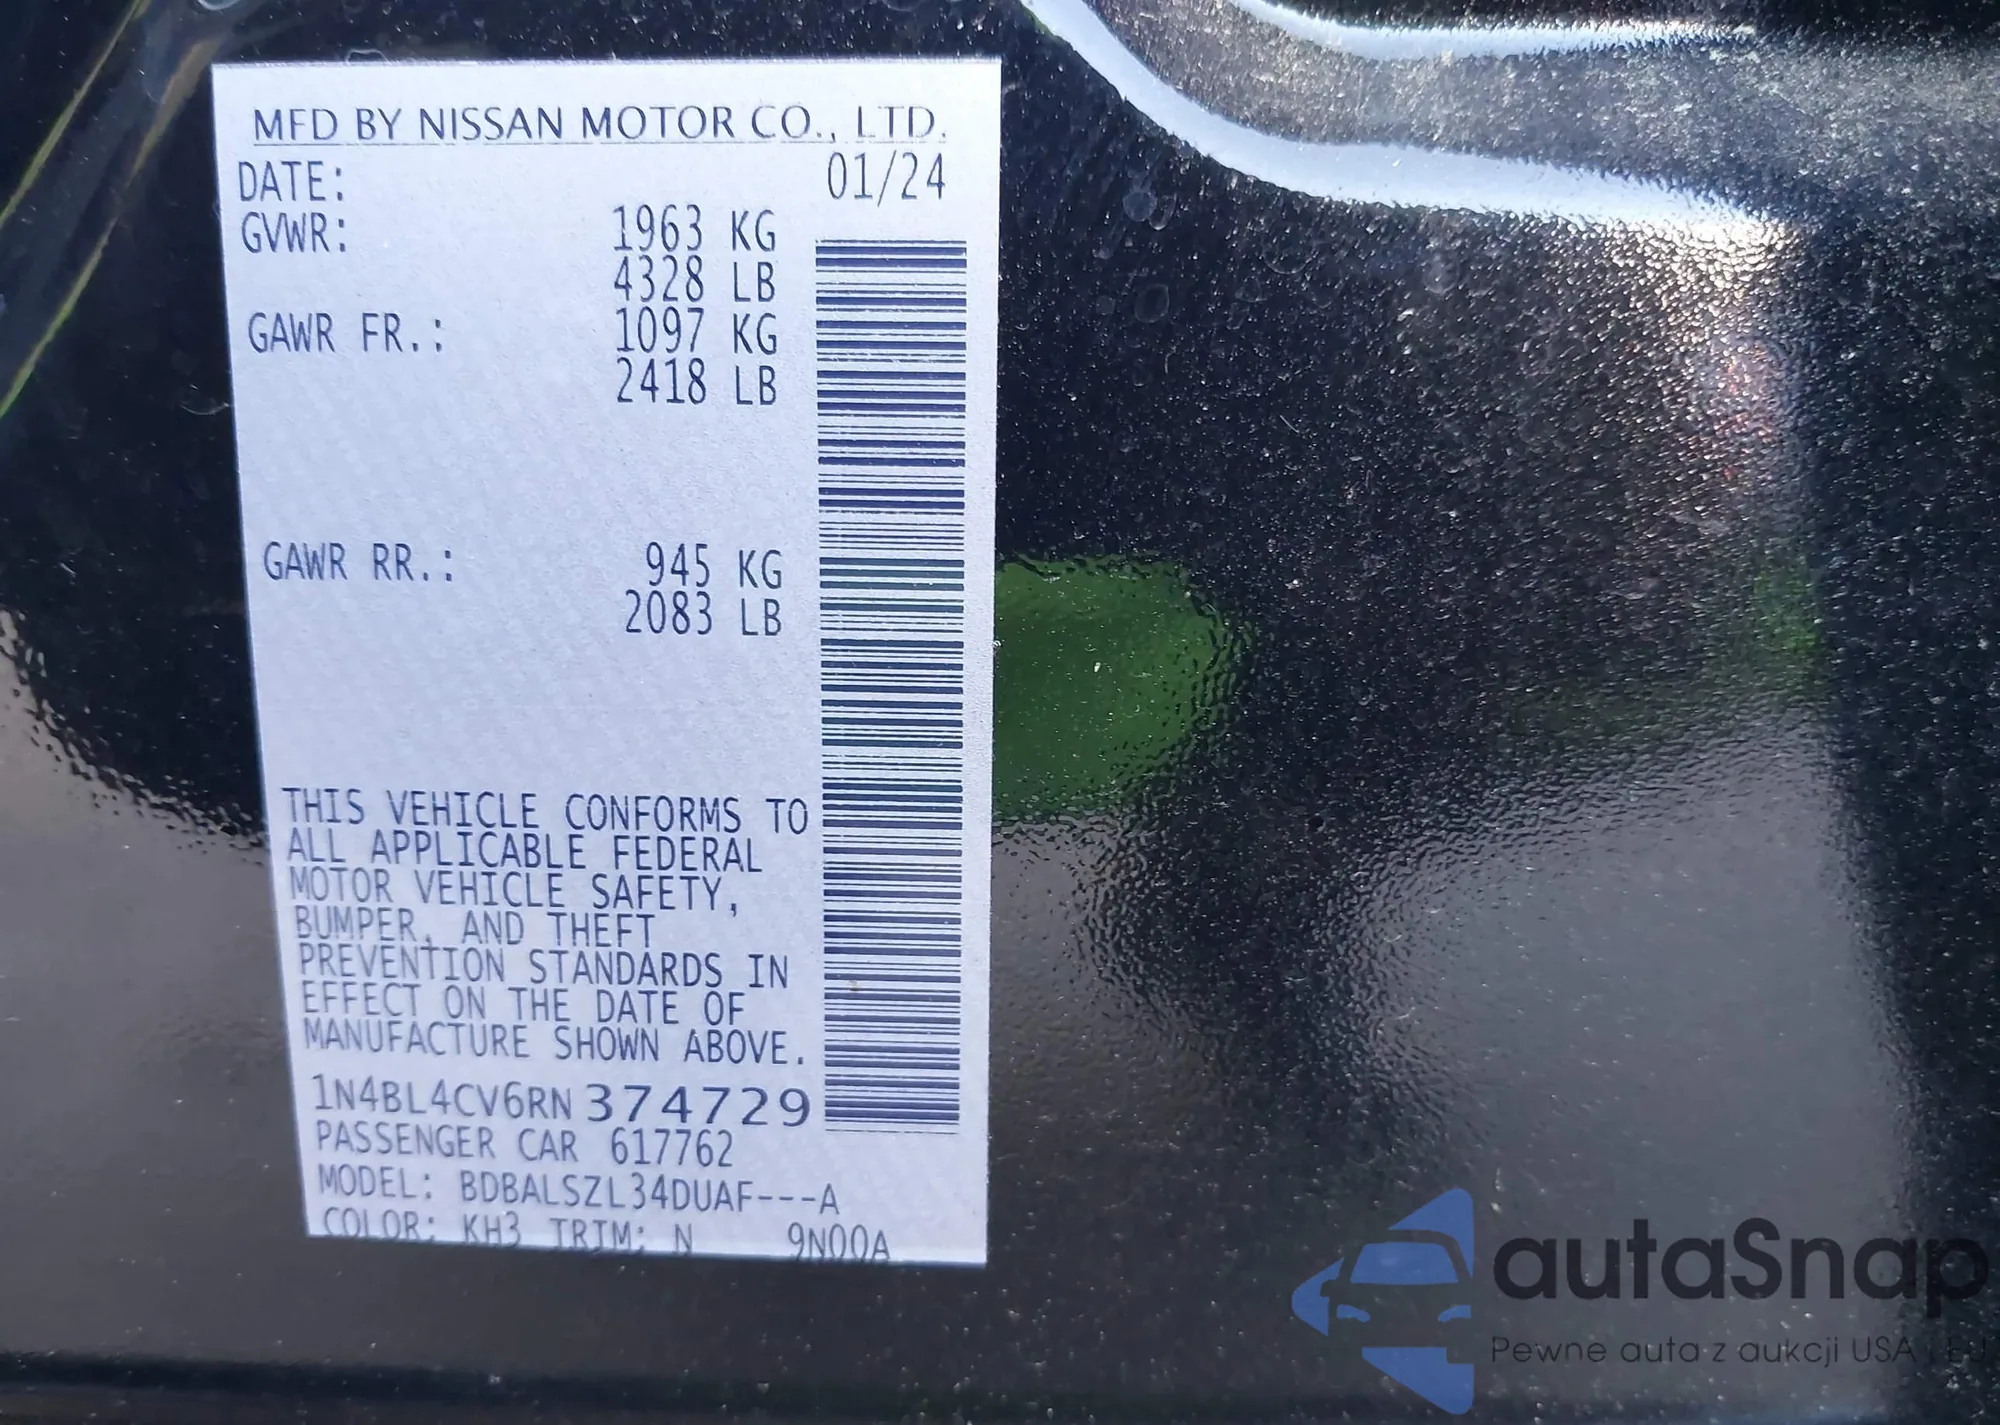 MFD BY NISSAN MOTOR CO., LTD.
DATE: 01/24
GVWR: 1963 KG
4328 LB
GAWR FR.: 1097 KG
2418 LB
GAWR RR.: 945 KG
2083 LB
THIS VEHICLE CONFORMS TO
ALL APPLICABLE FEDERAL
MOTOR VEHICLE SAFETY,
BUMPER, AND THEFT
PREVENTION STANDARDS IN
EFFECT ON THE DATE OF
MANUFACTURE SHOWN ABOVE.
1N4BL4CV6RN374729
PASSENGER CAR 617762
MODEL: BDBALSZL34DUAF---A
COLOR: KH3 TRIM: N 9N00A
autaSnap
Pewne auta z aukcji USA i EU